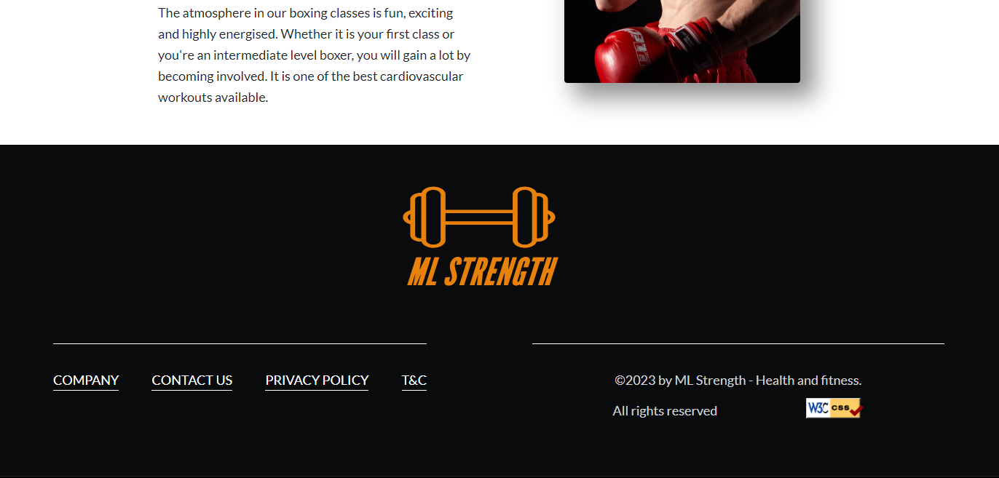 The atmosphere in our boxing classes is fun, exciting
and highly energised. Whether it is your first class or
you're an intermediate level boxer, you will gain a lot by
becoming involved. It is one of the best cardiovascular
workouts available.
ML STRENGTH
COMPANY CONTACT US PRIVACY POLICY T&C
©2023 by ML Strength - Health and fitness.
All rights reserved
W3C css